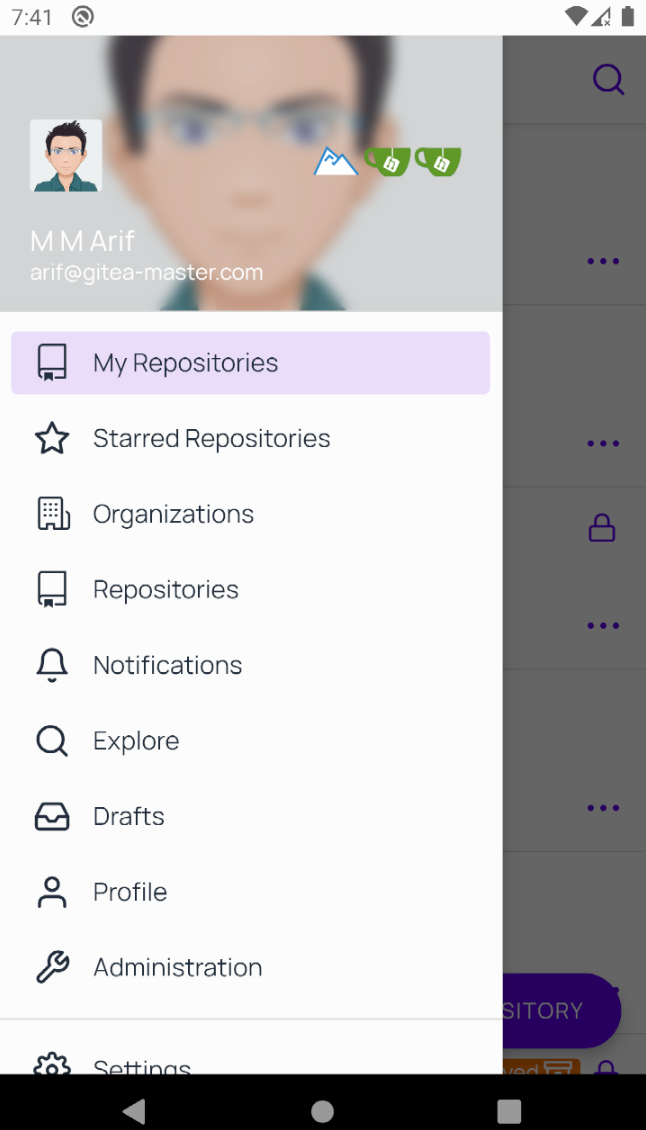 7:41
M M Arif
arif@gitea-master.com
My Repositories
Starred Repositories
Organizations
Repositories
Notifications
Explore
Drafts
Profile
Administration
SITORY
Settings
ved